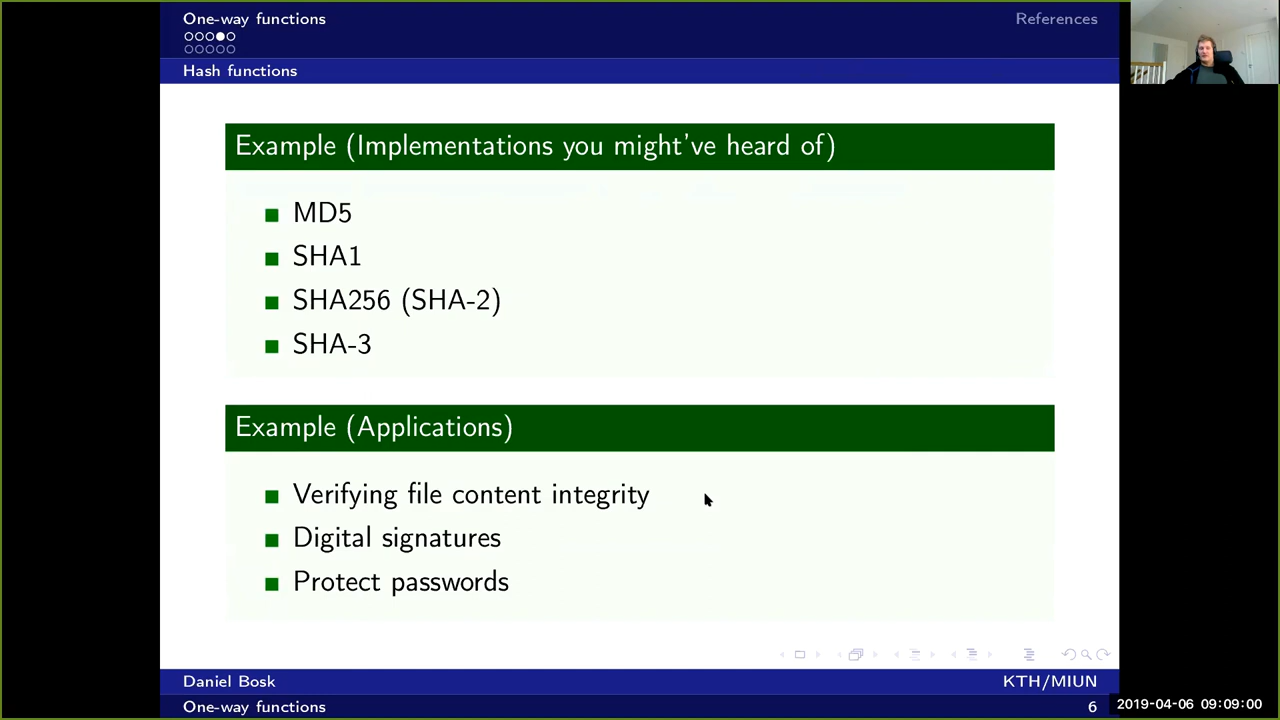 One-way functions
References
Hash functions
Example (Implementations you might've heard of)
MD5
SHA1
SHA256 (SHA-2)
SHA-3
Example (Applications)
Verifying file content integrity
Digital signatures
Protect passwords
Daniel Bosk
KTH/MIUN
One-way functions
6
2019-04-06 09:09:00